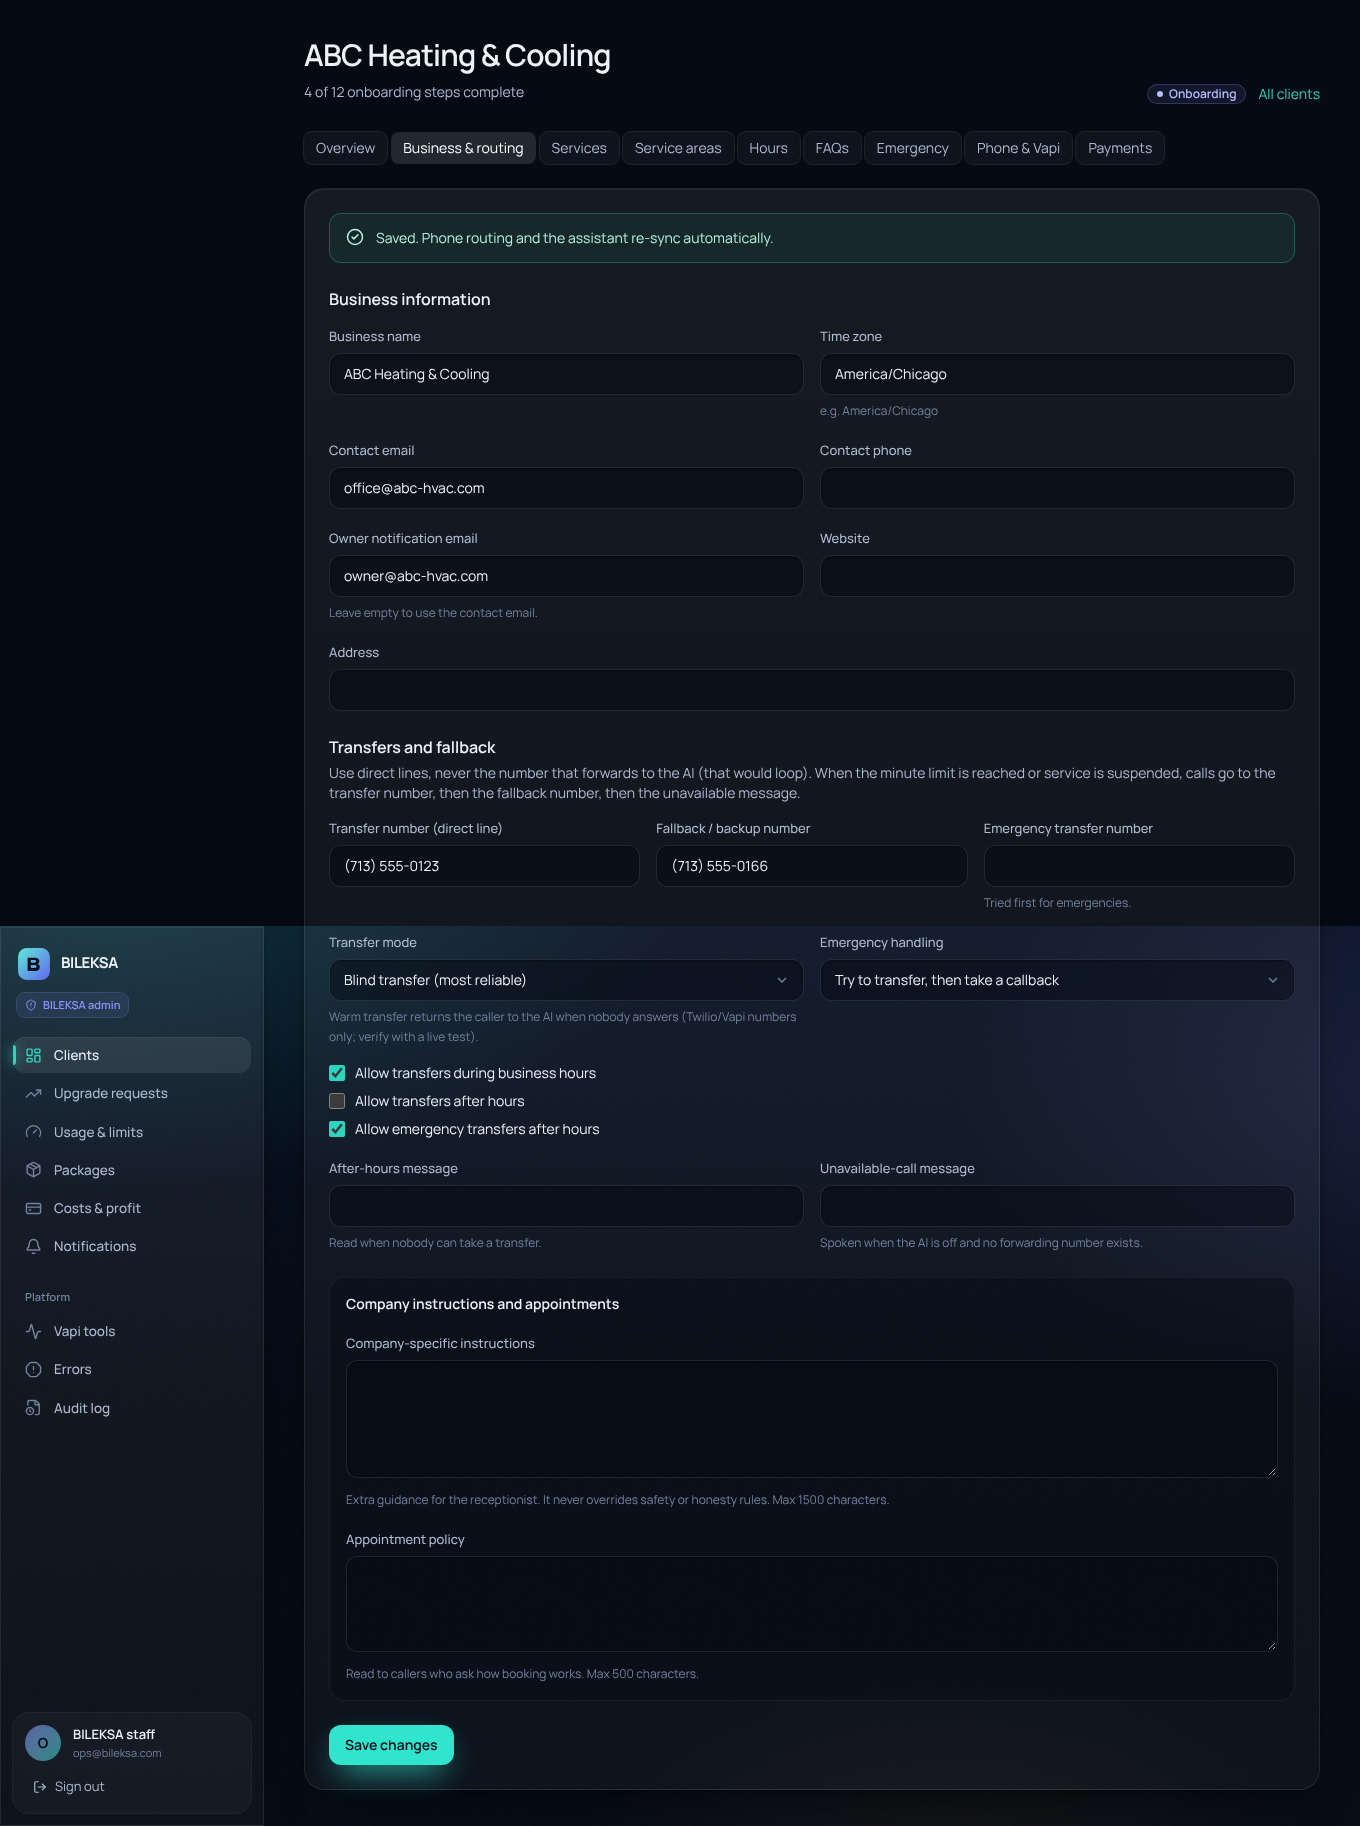 ABC Heating & Cooling
4 of 12 onboarding steps complete
Onboarding
All clients
Overview
Business & routing
Services
Service areas
Hours
FAQs
Emergency
Phone & Vapi
Payments
Saved. Phone routing and the assistant re-sync automatically.
Business information
Business name
Time zone
ABC Heating & Cooling
America/Chicago
e.g. America/Chicago
Contact email
Contact phone
office@abc-hvac.com
Owner notification email
Website
owner@abc-hvac.com
Leave empty to use the contact email.
Address
Transfers and fallback
Use direct lines, never the number that forwards to the AI (that would loop). When the minute limit is reached or service is suspended, calls go to the
transfer number, then the fallback number, then the unavailable message.
Transfer number (direct line)
Fallback / backup number
Emergency transfer number
(713) 555-0123
(713) 555-0166
Tried first for emergencies.
Transfer mode
Emergency handling
Blind transfer (most reliable)
Try to transfer, then take a callback
Warm transfer returns the caller to the AI when nobody answers (Twilio/Vapi numbers
only; verify with a live test).
Allow transfers during business hours
Allow transfers after hours
Allow emergency transfers after hours
After-hours message
Unavailable-call message
Read when nobody can take a transfer.
Spoken when the AI is off and no forwarding number exists.
Company instructions and appointments
Company-specific instructions
Extra guidance for the receptionist. It never overrides safety or honesty rules. Max 1500 characters.
Appointment policy
Read to callers who ask how booking works. Max 500 characters.
Save changes
B
BILEKSA
BILEKSA admin
Clients
Upgrade requests
Usage & limits
Packages
Costs & profit
Notifications
Platform
Vapi tools
Errors
Audit log
O
BILEKSA staff
ops@bileksa.com
Sign out